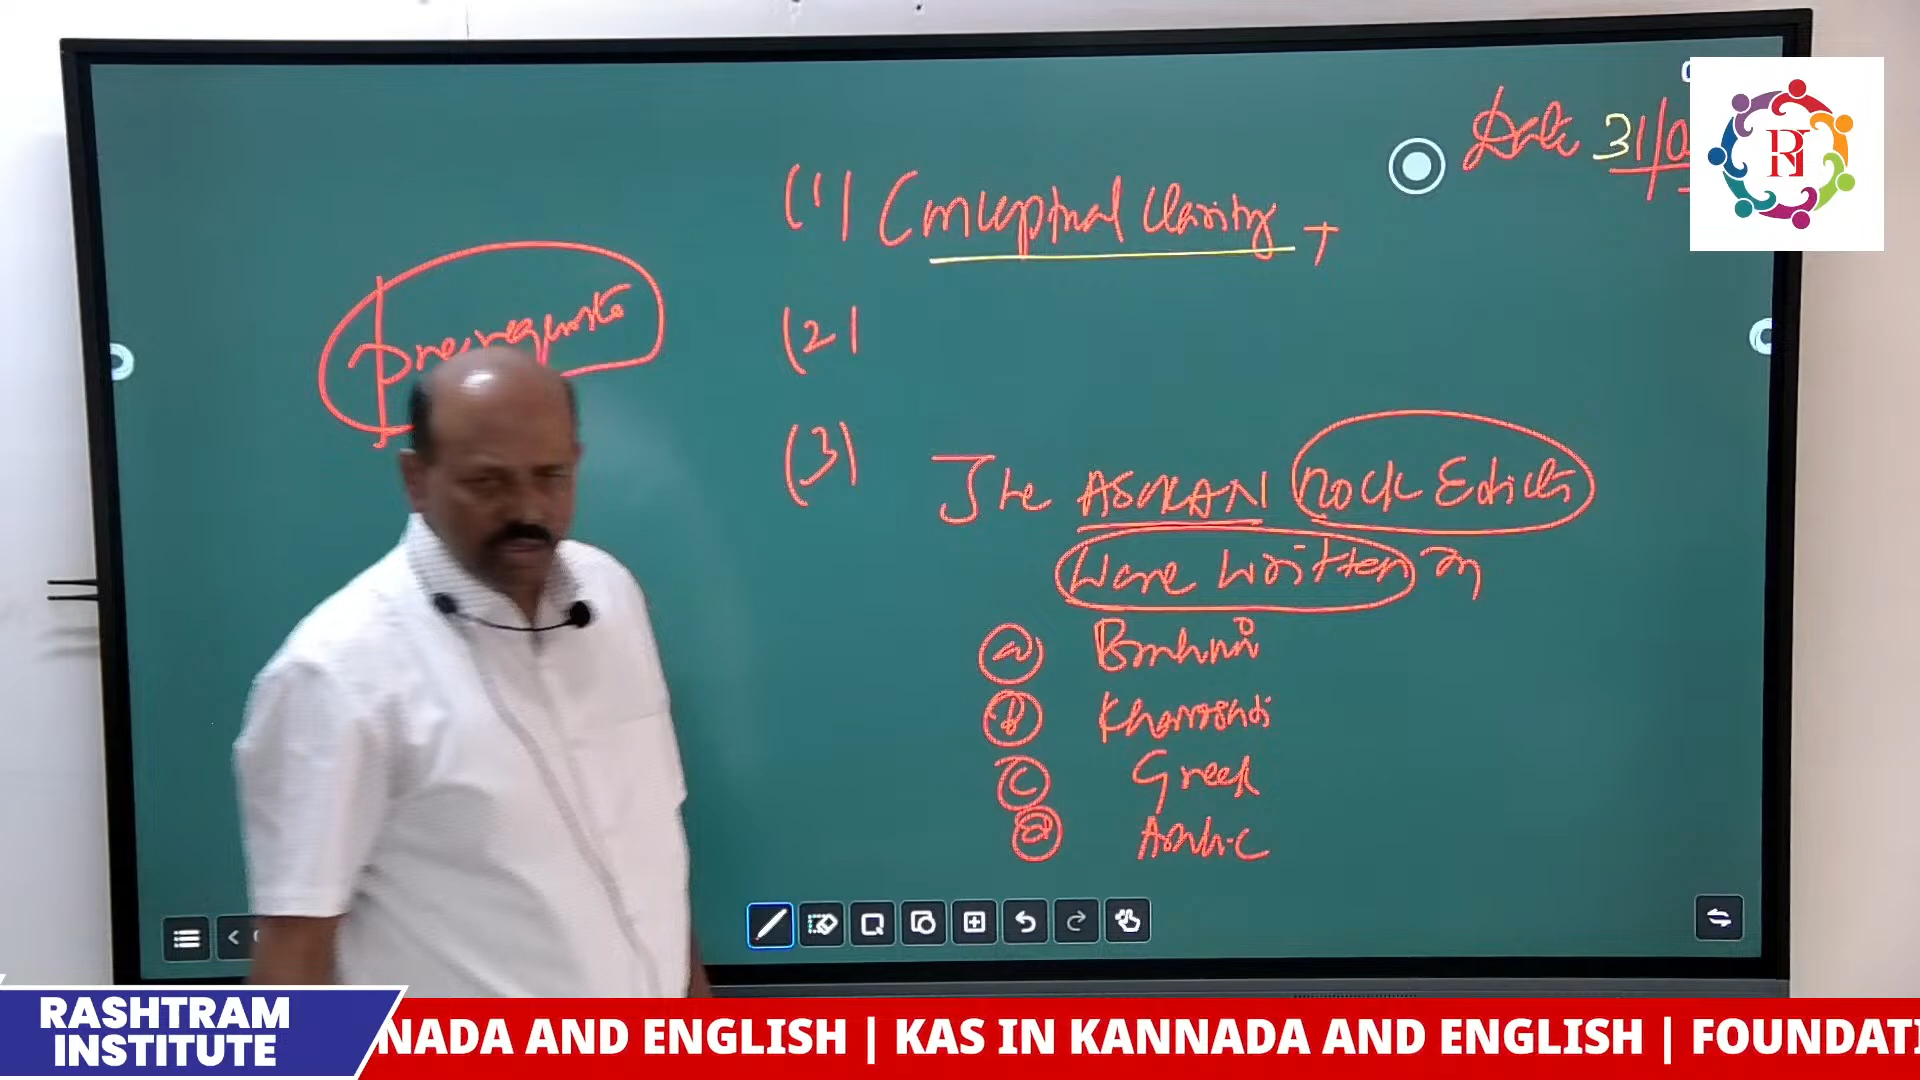 Date 31/0
RI
(1) Conceptual clarity +
prerequisite
(2)
(3)
The ASOKAN rock Edicts
were written in
(a) Brahmi
(b) Kharoshti
(c) Greek
(d) Arabic
RASHTRAM
INSTITUTE
NADA AND ENGLISH | KAS IN KANNADA AND ENGLISH | FOUNDATI